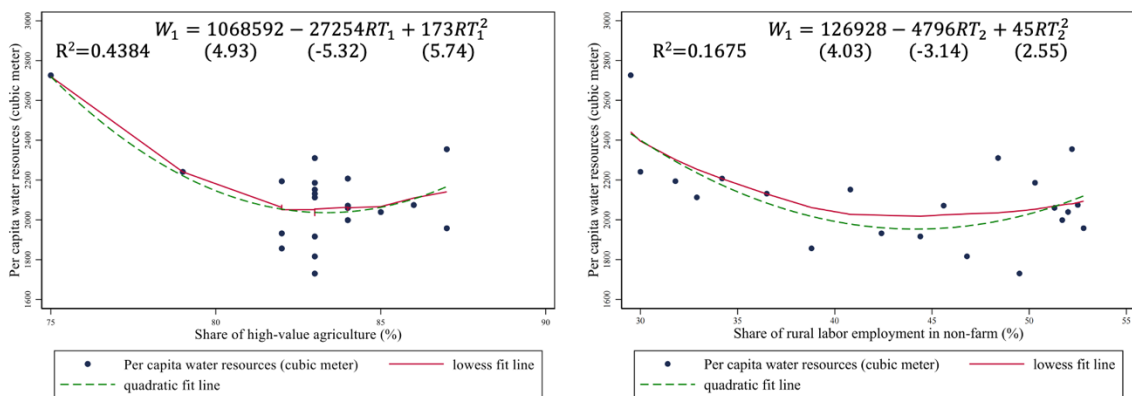 W₁ = 1068592 − 27254RT₁ + 173RT₁²
R²=0.4384 (4.93) (-5.32) (5.74)
Per capita water resources (cubic meter)
3000
2800
2600
2400
2200
2000
1800
1600
75 80 85 90
Share of high-value agriculture (%)
Per capita water resources (cubic meter) lowess fit line
quadratic fit line
W₁ = 126928 − 4796RT₂ + 45RT₂²
R²=0.1675 (4.03) (-3.14) (2.55)
Per capita water resources (cubic meter)
3000
2800
2600
2400
2200
2000
1800
1600
30 35 40 45 50 55
Share of rural labor employment in non-farm (%)
Per capita water resources (cubic meter) lowess fit line
quadratic fit line